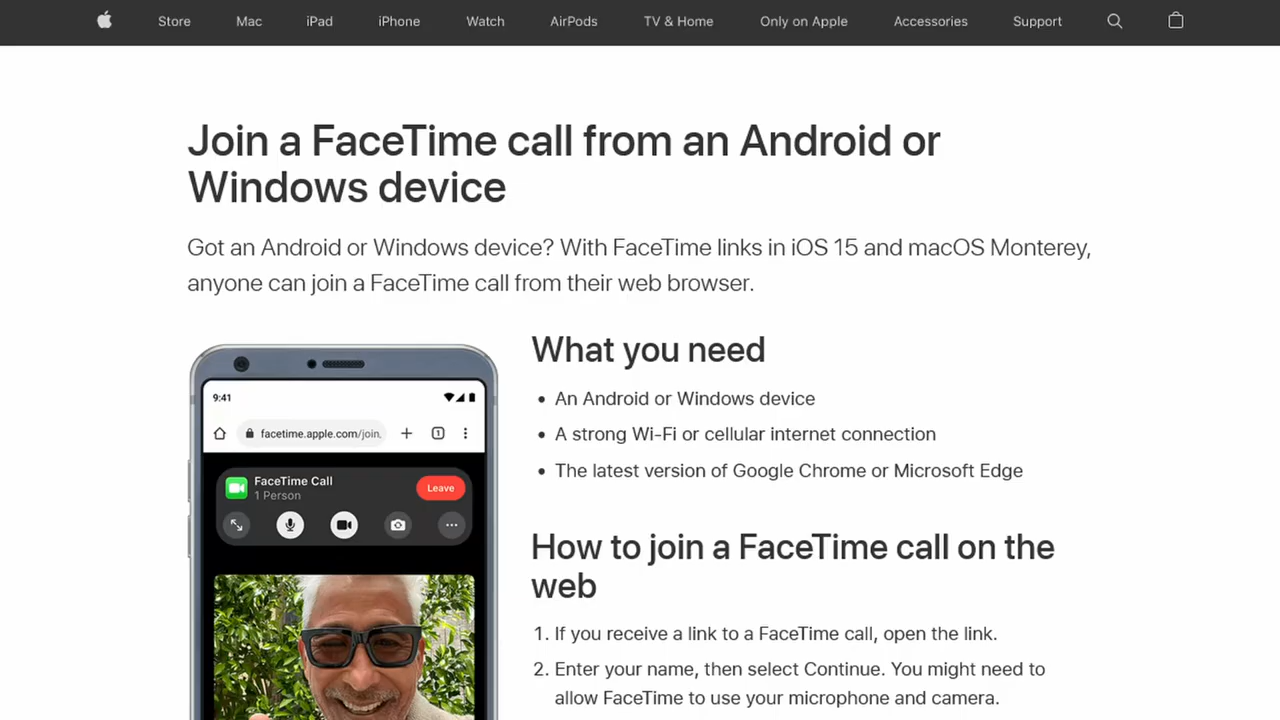 Store Mac iPad iPhone Watch AirPods TV & Home Only on Apple Accessories Support
Join a FaceTime call from an Android or
Windows device
Got an Android or Windows device? With FaceTime links in iOS 15 and macOS Monterey,
anyone can join a FaceTime call from their web browser.
9:41
facetime.apple.com/join.
1
FaceTime Call
1 Person
Leave
What you need
• An Android or Windows device
• A strong Wi-Fi or cellular internet connection
• The latest version of Google Chrome or Microsoft Edge
How to join a FaceTime call on the
web
1. If you receive a link to a FaceTime call, open the link.
2. Enter your name, then select Continue. You might need to
allow FaceTime to use your microphone and camera.